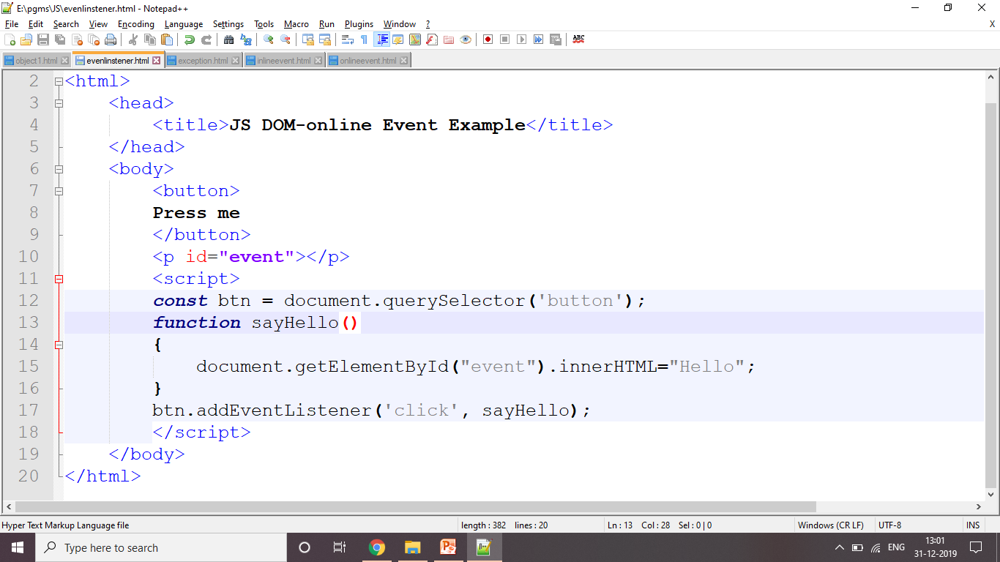 E:\pgms\JS\evenlinstener.html - Notepad++
File Edit Search View Encoding Language Settings Tools Macro Run Plugins Window ? X
ABC
object1.html evenlinstener.html exception.html inlineevent.html onlineevent.html
2 <html>
3 <head>
4 <title>JS DOM-online Event Example</title>
5 </head>
6 <body>
7 <button>
8 Press me
9 </button>
10 <p id="event"></p>
11 <script>
12 const btn = document.querySelector('button');
13 function sayHello()
14 {
15 document.getElementById("event").innerHTML="Hello";
16 }
17 btn.addEventListener('click', sayHello);
18 </script>
19 </body>
20 </html>
Hyper Text Markup Language file length : 382 lines : 20 Ln : 13 Col : 28 Sel : 0 | 0 Windows (CR LF) UTF-8 INS
Type here to search ENG 13:01
31-12-2019